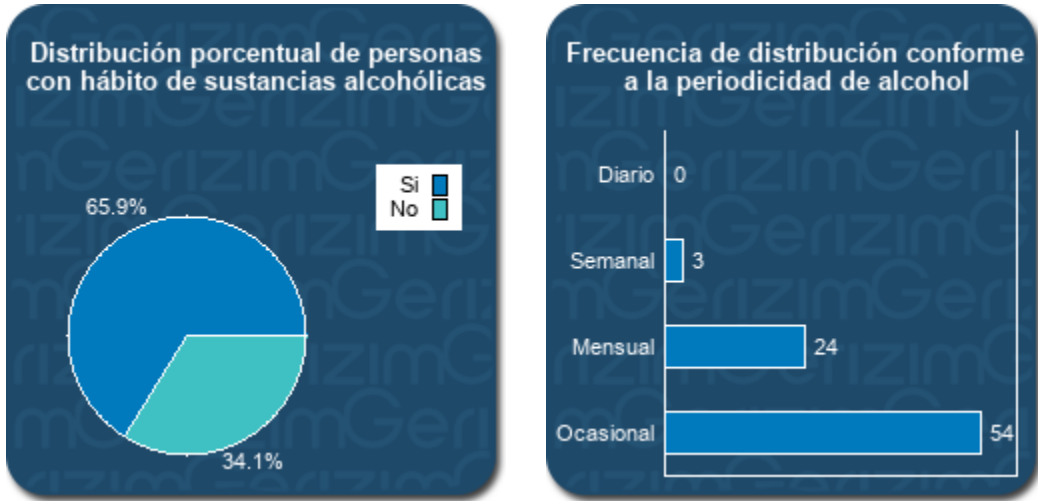 Distribución porcentual de personas
con hábito de sustancias alcohólicas
Si
No
65.9%
34.1%
Frecuencia de distribución conforme
a la periodicidad de alcohol
Diario 0
Semanal 3
Mensual 24
Ocasional 54